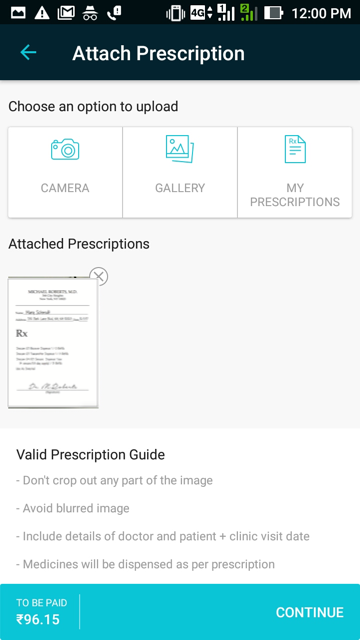 4G
1
2
12:00 PM
Attach Prescription
Choose an option to upload
Rx
CAMERA
GALLERY
MY
PRESCRIPTIONS
Attached Prescriptions
MICHAEL ROBERTS, M.D.
Rx
Valid Prescription Guide
- Don't crop out any part of the image
- Avoid blurred image
- Include details of doctor and patient + clinic visit date
- Medicines will be dispensed as per prescription
TO BE PAID
₹96.15
CONTINUE